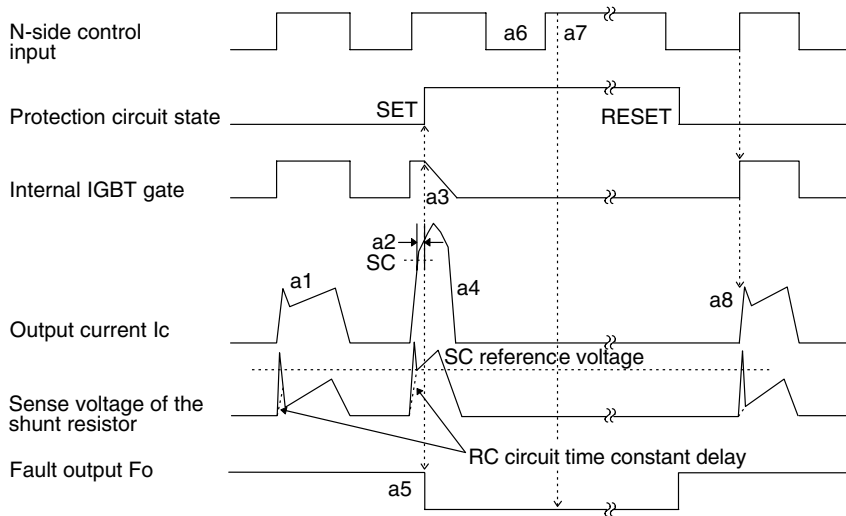 N-side control
input
a6
a7
Protection circuit state
SET
RESET
Internal IGBT gate
a3
a2
SC
a1
a4
a8
Output current Ic
SC reference voltage
Sense voltage of the
shunt resistor
RC circuit time constant delay
Fault output Fo
a5